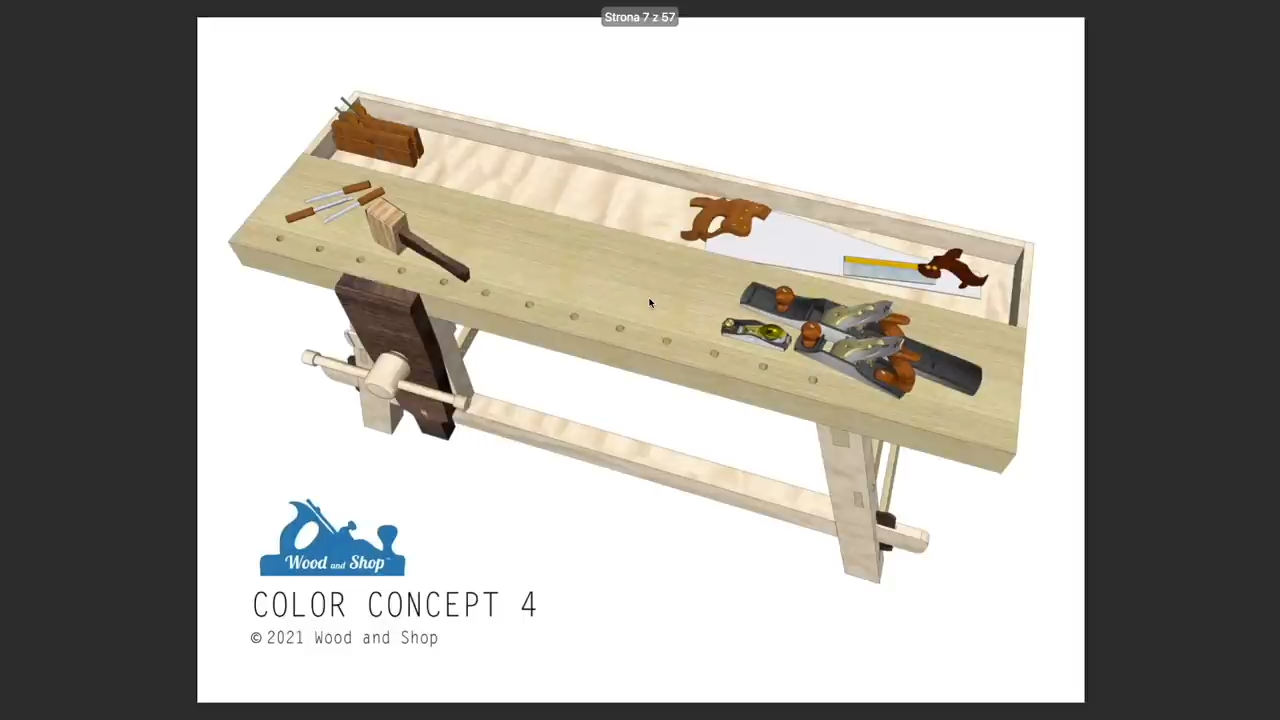 Strona 7 z 57
Wood and Shop
COLOR CONCEPT 4
© 2021 Wood and Shop